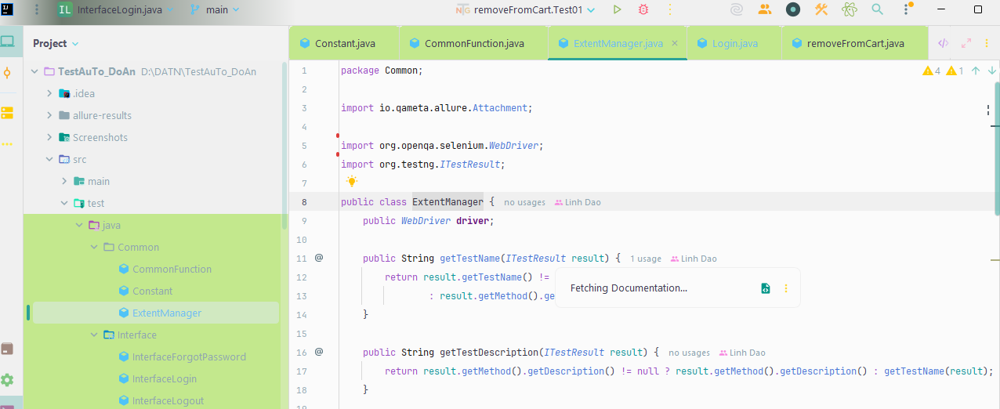 IJ
IL InterfaceLogin.java main removeFromCart.Test01
Project
Constant.java CommonFunction.java ExtentManager.java × Login.java removeFromCart.java
TestAuTo_DoAn D:\DATN\TestAuTo_DoAn
.idea
allure-results
Screenshots
src
main
test
java
Common
CommonFunction
Constant
ExtentManager
Interface
InterfaceForgotPassword
InterfaceLogin
InterfaceLogout
4 1
1 package Common;
2
3 import io.qameta.allure.Attachment;
4
5 import org.openqa.selenium.WebDriver;
6 import org.testng.ITestResult;
7
8 public class ExtentManager { no usages Linh Dao
9 public WebDriver driver;
10
11 @ public String getTestName(ITestResult result) { 1 usage Linh Dao
12 return result.getTestName() !=
13 : result.getMethod().ge
Fetching Documentation...
14 }
15
16 @ public String getTestDescription(ITestResult result) { no usages Linh Dao
17 return result.getMethod().getDescription() != null ? result.getMethod().getDescription() : getTestName(result);
18 }